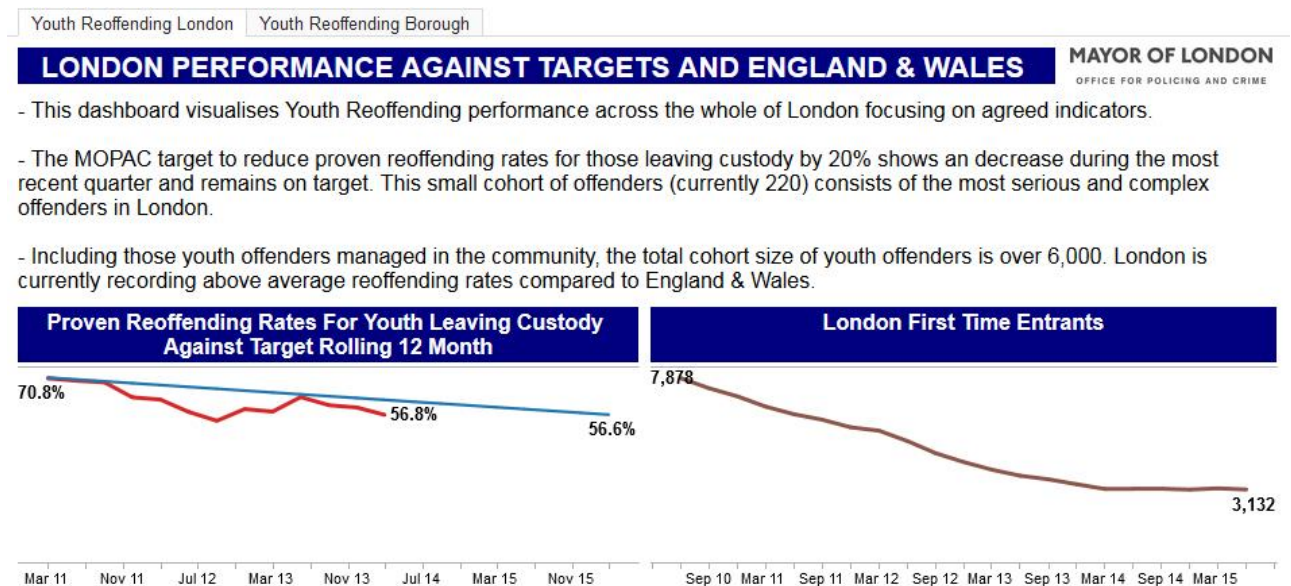 Youth Reoffending London
Youth Reoffending Borough
LONDON PERFORMANCE AGAINST TARGETS AND ENGLAND & WALES
MAYOR OF LONDON
OFFICE FOR POLICING AND CRIME
- This dashboard visualises Youth Reoffending performance across the whole of London focusing on agreed indicators.
- The MOPAC target to reduce proven reoffending rates for those leaving custody by 20% shows an decrease during the most
recent quarter and remains on target. This small cohort of offenders (currently 220) consists of the most serious and complex
offenders in London.
- Including those youth offenders managed in the community, the total cohort size of youth offenders is over 6,000. London is
currently recording above average reoffending rates compared to England & Wales.
Proven Reoffending Rates For Youth Leaving Custody
Against Target Rolling 12 Month
70.8%
56.8%
56.6%
Mar 11 Nov 11 Jul 12 Mar 13 Nov 13 Jul 14 Mar 15 Nov 15
London First Time Entrants
7,878
3,132
Sep 10 Mar 11 Sep 11 Mar 12 Sep 12 Mar 13 Sep 13 Mar 14 Sep 14 Mar 15